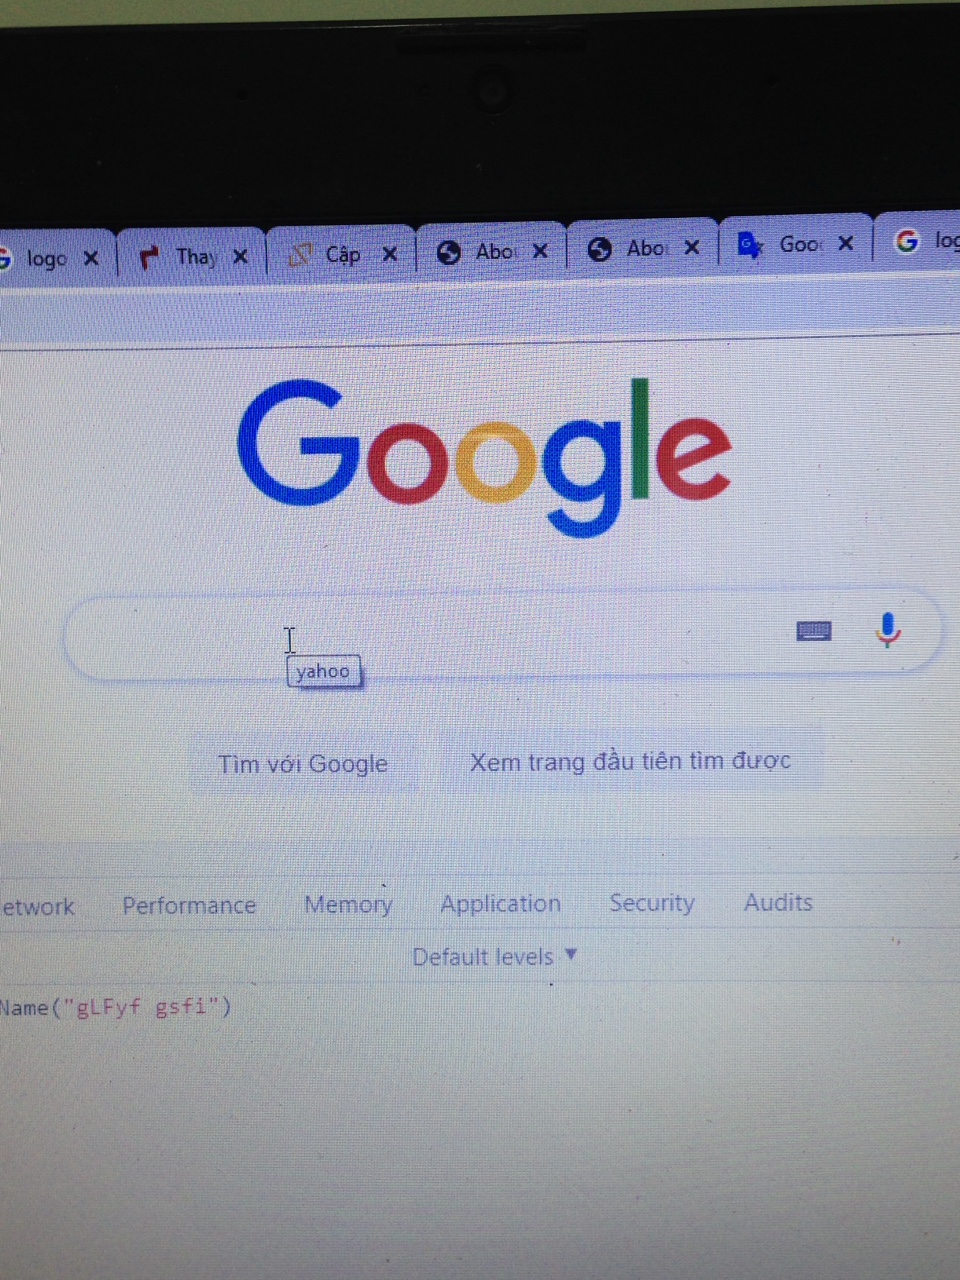 logo
Thay
Cập
Abo
Abo
Goo
log
Google
yahoo
Tìm với Google
Xem trang đầu tiên tìm được
etwork Performance Memory Application Security Audits
Default levels ▼
Name("gLFyf gsfi")